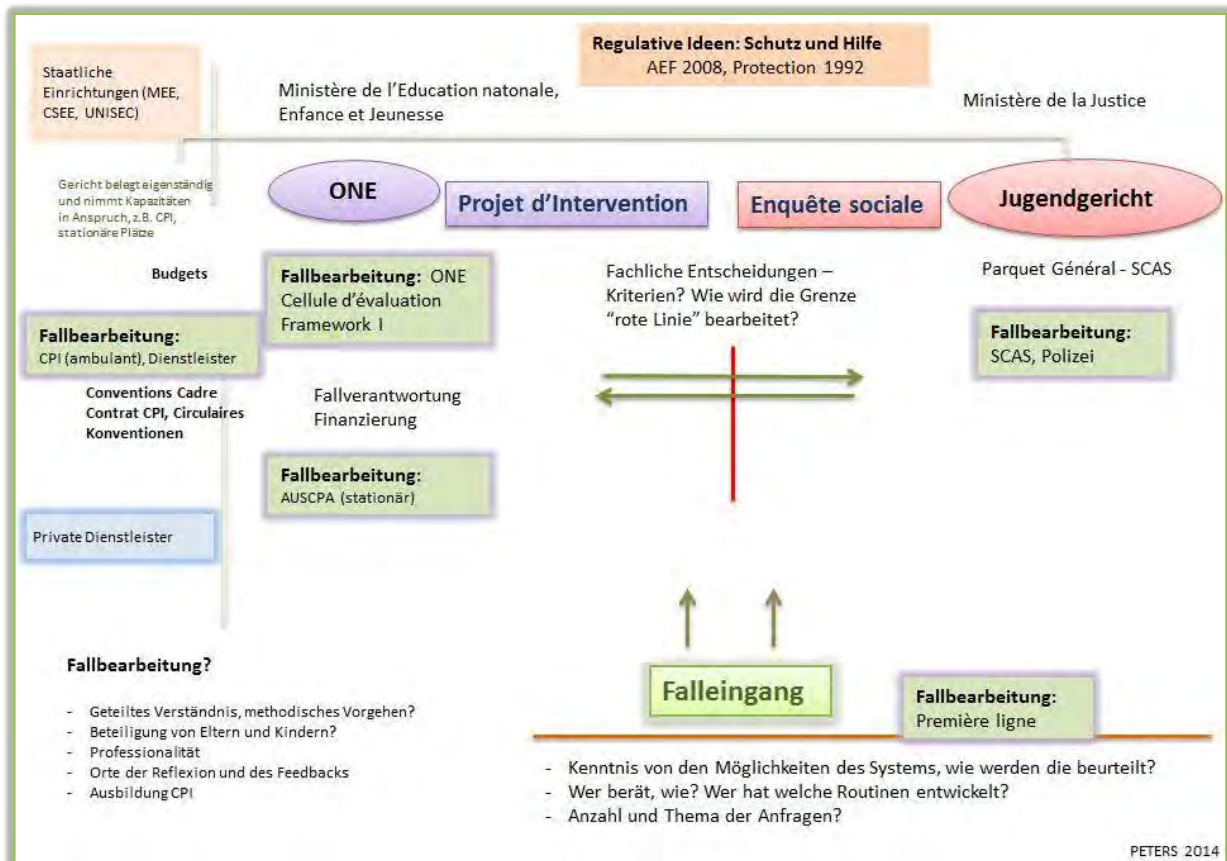 Regulative Ideen: Schutz und Hilfe
AEF 2008, Protection 1992
Staatliche
Einrichtungen (MEE,
CSEE, UNISEC)
Ministère de l'Education natonale,
Enfance et Jeunesse
Ministère de la Justice
Gericht belegt eigenständig
und nimmt Kapazitäten
in Anspruch, z.B. CPI,
stationäre Plätze
ONE
Projet d'Intervention
Enquête sociale
Jugendgericht
Budgets
Fallbearbeitung: ONE
Cellule d'évaluation
Framework I
Fachliche Entscheidungen –
Kriterien? Wie wird die Grenze
"rote Linie" bearbeitet?
Parquet Général - SCAS
Fallbearbeitung:
CPI (ambulant), Dienstleister
Fallbearbeitung:
SCAS, Polizei
Conventions Cadre
Contrat CPI, Circulaires
Konventionen
Fallverantwortung
Finanzierung
Fallbearbeitung:
AUSCPA (stationär)
Private Dienstleister
Fallbearbeitung?
- Geteiltes Verständnis, methodisches Vorgehen?
- Beteiligung von Eltern und Kindern?
- Professionalität
- Orte der Reflexion und des Feedbacks
- Ausbildung CPI
Falleingang
Fallbearbeitung:
Première ligne
- Kenntnis von den Möglichkeiten des Systems, wie werden die beurteilt?
- Wer berät, wie? Wer hat welche Routinen entwickelt?
- Anzahl und Thema der Anfragen?
PETERS 2014